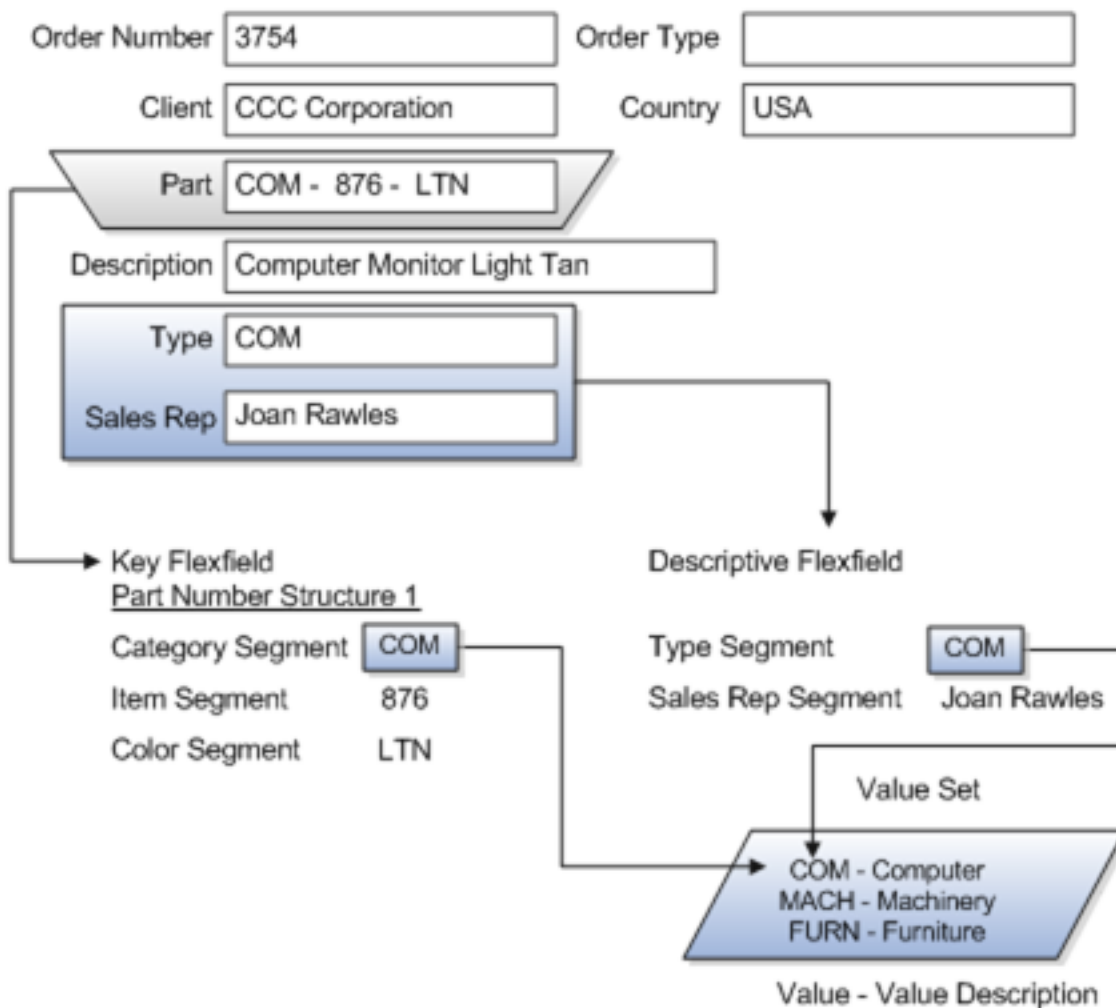 Order Number 3754 Order Type
Client CCC Corporation Country USA
Part COM - 876 - LTN
Description Computer Monitor Light Tan
Type COM
Sales Rep Joan Rawles
Key Flexfield Descriptive Flexfield
Part Number Structure 1
Category Segment COM Type Segment COM
Item Segment 876 Sales Rep Segment Joan Rawles
Color Segment LTN
Value Set
COM - Computer
MACH - Machinery
FURN - Furniture
Value - Value Description